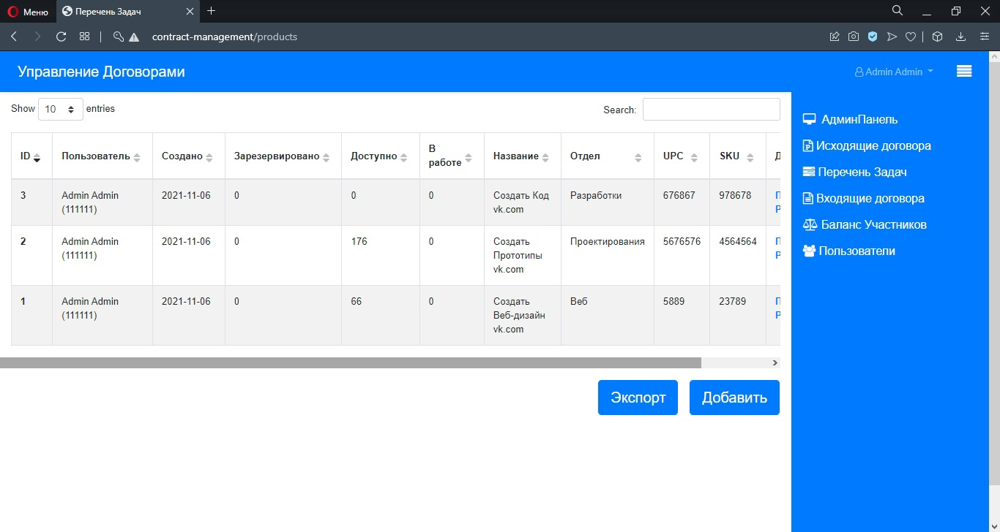 Меню
Перечень Задач
contract-management/products
Управление Договорами
Admin Admin
Show 10 entries
Search:
ID Пользователь Создано Зарезервировано Доступно В работе Название Отдел UPC SKU
3 Admin Admin (111111) 2021-11-06 0 0 0 Создать Код vk.com Разработки 676867 978678
2 Admin Admin (111111) 2021-11-06 0 176 0 Создать Прототипы vk.com Проектирования 5676576 4564564
1 Admin Admin (111111) 2021-11-06 0 66 0 Создать Веб-дизайн vk.com Веб 5889 23789
Экспорт Добавить
АдминПанель
Исходящие договора
Перечень Задач
Входящие договора
Баланс Участников
Пользователи